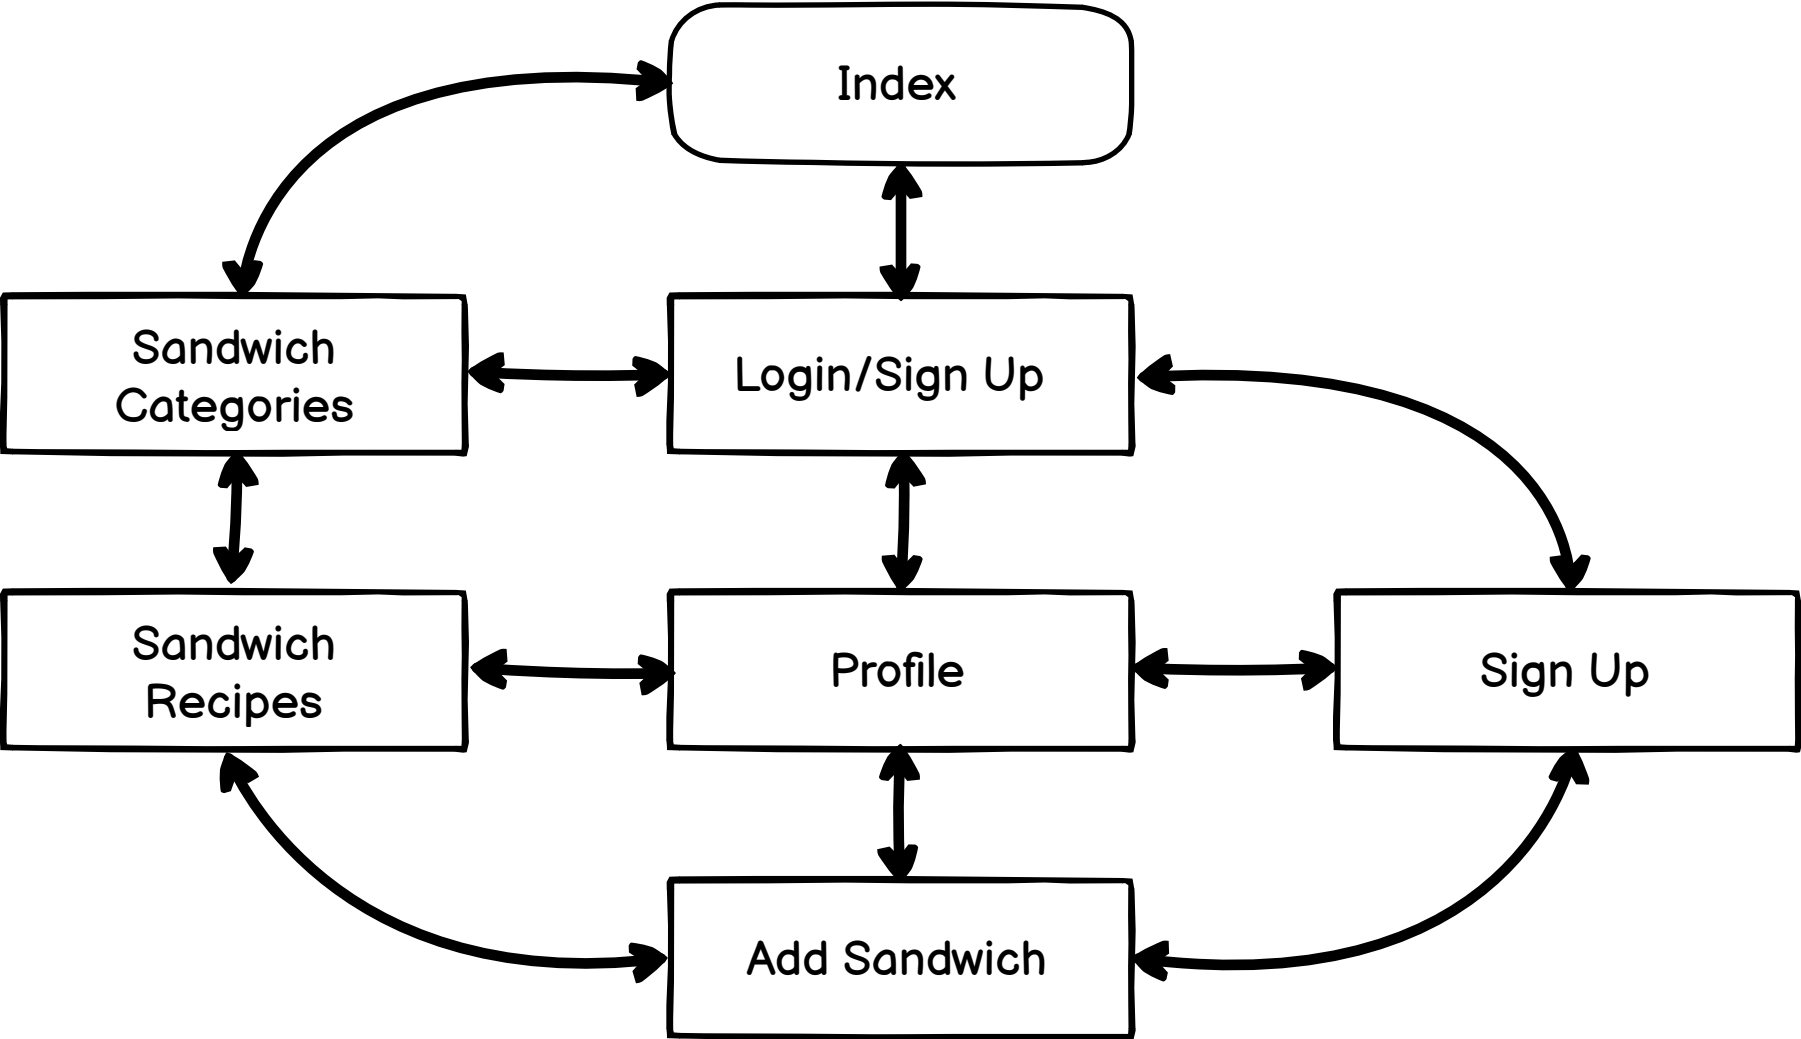 Index
Sandwich
Categories
Login/Sign Up
Sandwich
Recipes
Profile
Sign Up
Add Sandwich